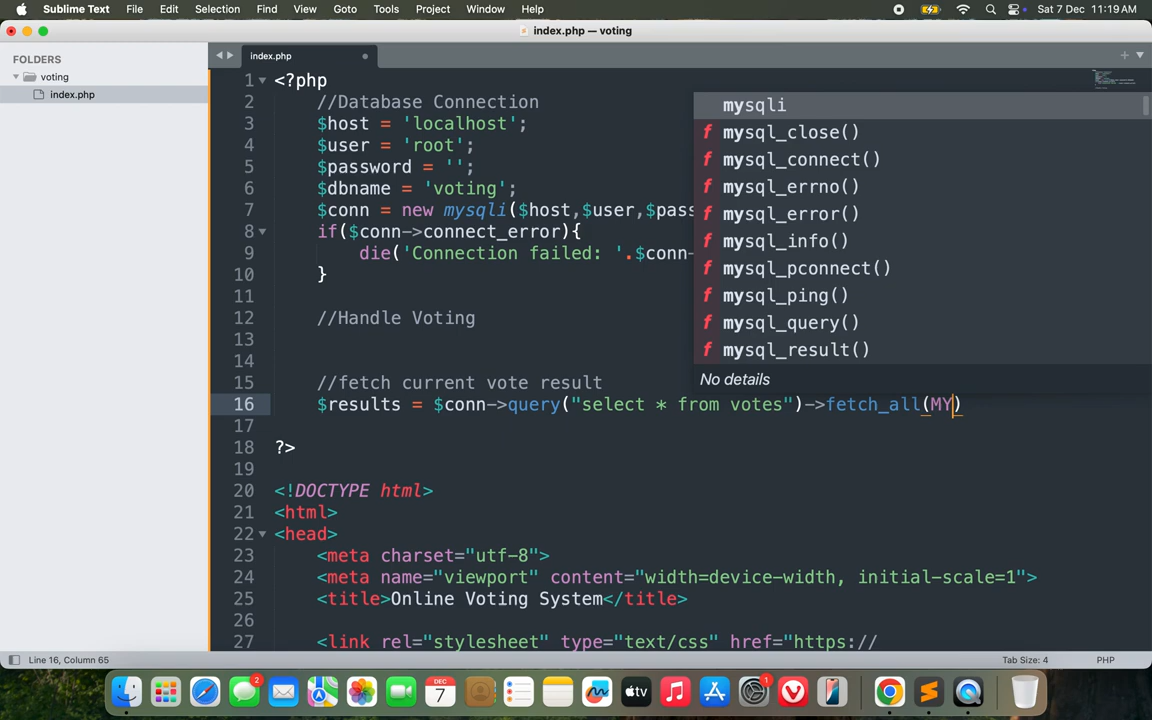 Sublime Text File Edit Selection Find View Goto Tools Project Window Help Sat 7 Dec 11:19 AM
index.php — voting
FOLDERS
voting
index.php
index.php
1 <?php
2 //Database Connection
3 $host = 'localhost';
4 $user = 'root';
5 $password = '';
6 $dbname = 'voting';
7 $conn = new mysqli($host,$user,$pass
8 if($conn->connect_error){
9 die('Connection failed: '.$conn-
10 }
11
12 //Handle Voting
13
14
15 //fetch current vote result
16 $results = $conn->query("select * from votes")->fetch_all(MY)
17
18 ?>
19
20 <!DOCTYPE html>
21 <html>
22 <head>
23 <meta charset="utf-8">
24 <meta name="viewport" content="width=device-width, initial-scale=1">
25 <title>Online Voting System</title>
26
27 <link rel="stylesheet" type="text/css" href="https://
mysqli
f mysql_close()
f mysql_connect()
f mysql_errno()
f mysql_error()
f mysql_info()
f mysql_pconnect()
f mysql_ping()
f mysql_query()
f mysql_result()
No details
Line 16, Column 65 Tab Size: 4 PHP
2
DEC
7
tv
1